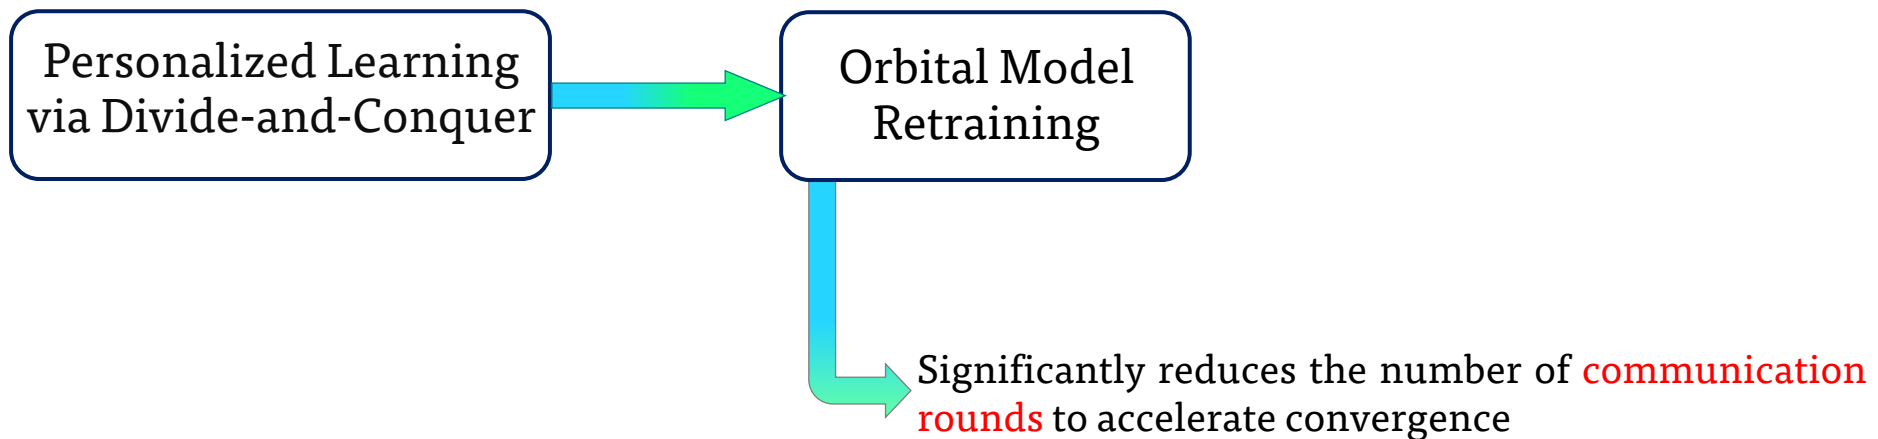 Personalized Learning
via Divide-and-Conquer
Orbital Model
Retraining
Significantly reduces the number of communication
rounds to accelerate convergence